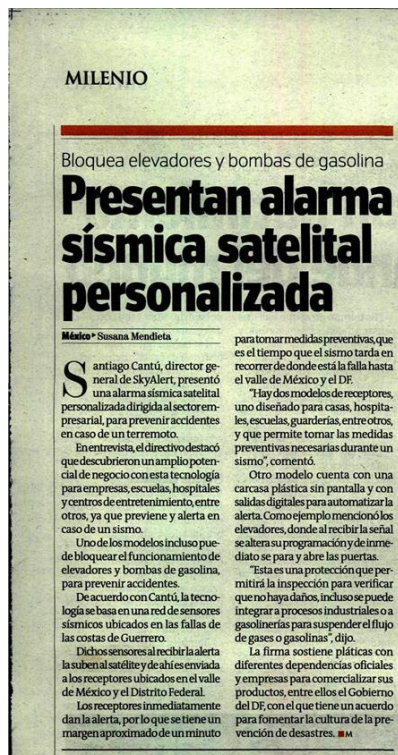 MILENIO
Bloquea elevadores y bombas de gasolina
Presentan alarma
sísmica satelital
personalizada
México ▸ Susana Mendieta
Santiago Cantú, director ge-
neral de SkyAlert, presentó
una alarma sísmica satelital
personalizada dirigida al sector em-
presarial, para prevenir accidentes
en caso de un terremoto.
En entrevista, el directivo destacó
que descubrieron un amplio poten-
cial de negocio con esta tecnología
para empresas, escuelas, hospitales
y centros de entretenimiento, entre
otros, ya que previene y alerta en
caso de un sismo.
Uno de los modelos incluso pue-
de bloquear el funcionamiento de
elevadores y bombas de gasolina,
para prevenir accidentes.
De acuerdo con Cantú, la tecno-
logía se basa en una red de sensores
sísmicos ubicados en las fallas de
las costas de Guerrero.
Dichos sensores al recibir la alerta
la suben al satélite y de ahí es enviada
a los receptores ubicados en el valle
de México y el Distrito Federal.
Los receptores inmediatamente
dan la alerta, por lo que se tiene un
margen aproximado de un minuto
para tomar medidas preventivas, que
es el tiempo que el sismo tarda en
recorrer de donde está la falla hasta
el valle de México y el DF.
"Hay dos modelos de receptores,
uno diseñado para casas, hospita-
les, escuelas, guarderías, entre otros,
y que permite tomar las medidas
preventivas necesarias durante un
sismo", comentó.
Otro modelo cuenta con una
carcasa plástica sin pantalla y con
salidas digitales para automatizar la
alerta. Como ejemplo mencionó los
elevadores, donde al recibir la señal
se altera su programación y de inme-
diato se para y abre las puertas.
"Esta es una protección que per-
mitirá la inspección para verificar
que no haya daños, incluso se puede
integrar a procesos industriales o a
gasolinerías para suspender el flujo
de gases o gasolinas", dijo.
La firma sostiene pláticas con
diferentes dependencias oficiales
y empresas para comercializar sus
productos, entre ellos el Gobierno
del DF, con el que tiene un acuerdo
para fomentar la cultura de la pre-
vención de desastres. ■M